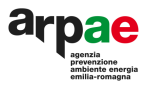 arpae
agenzia
prevenzione
ambiente energia
emilia-romagna